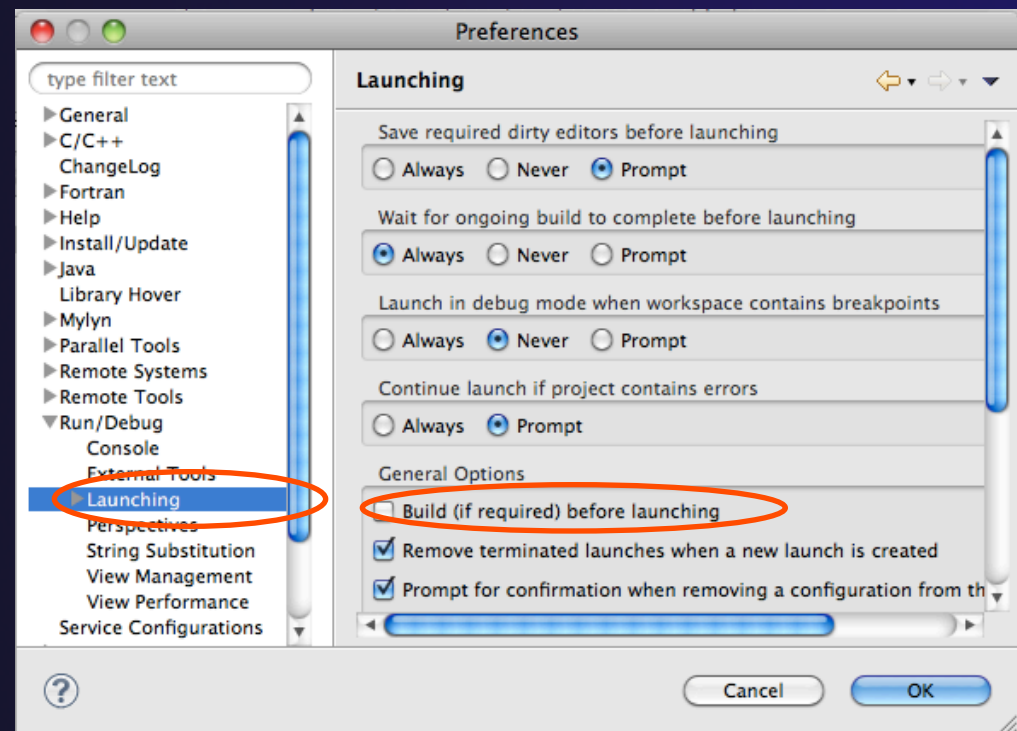 Preferences
type filter text
General
C/C++
ChangeLog
Fortran
Help
Install/Update
Java
Library Hover
Mylyn
Parallel Tools
Remote Systems
Remote Tools
Run/Debug
Console
External Tools
Launching
Perspectives
String Substitution
View Management
View Performance
Service Configurations
Launching
Save required dirty editors before launching
Always Never Prompt
Wait for ongoing build to complete before launching
Always Never Prompt
Launch in debug mode when workspace contains breakpoints
Always Never Prompt
Continue launch if project contains errors
Always Prompt
General Options
Build (if required) before launching
Remove terminated launches when a new launch is created
Prompt for confirmation when removing a configuration from th
?
Cancel OK